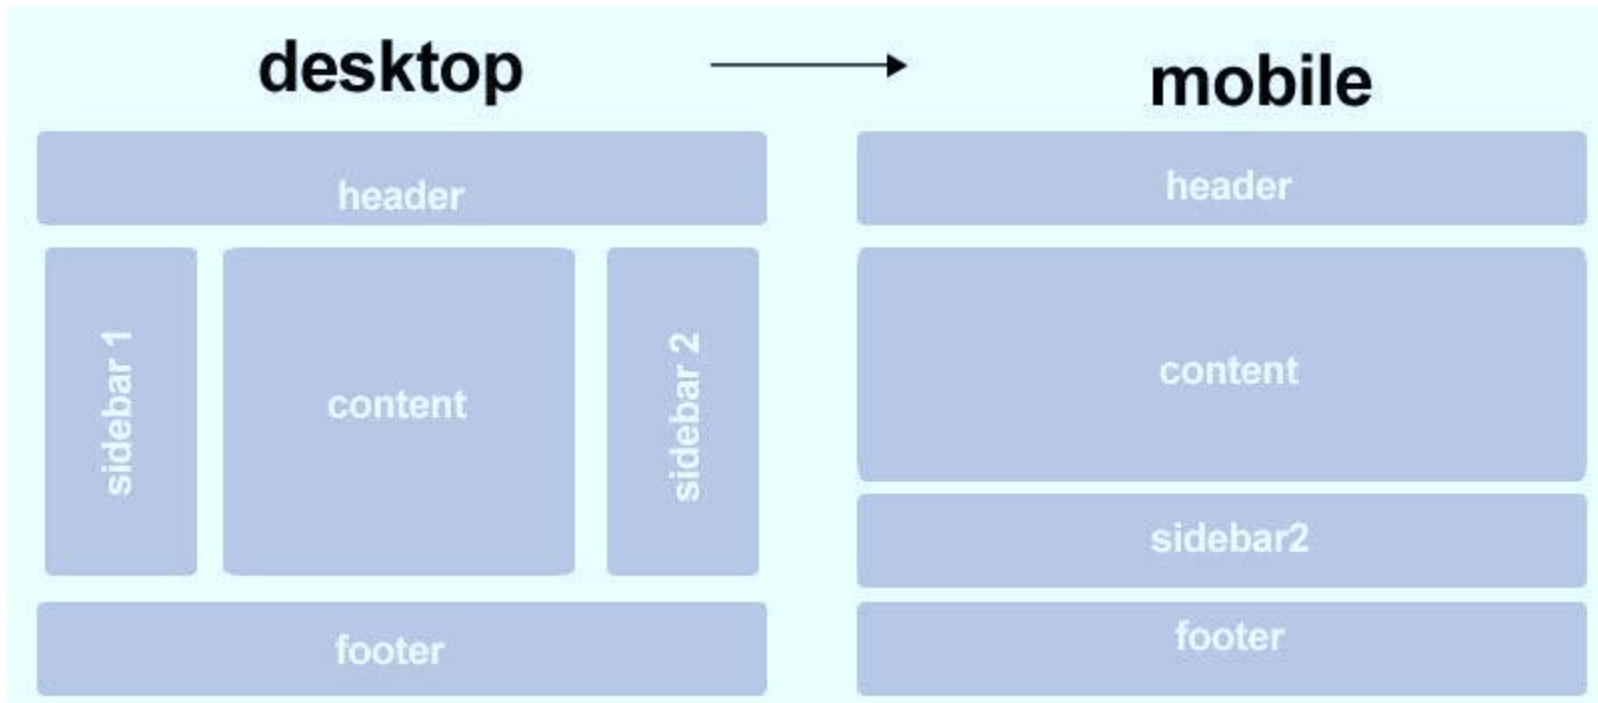 desktop
header
sidebar 1
content
sidebar 2
footer
mobile
header
content
sidebar2
footer